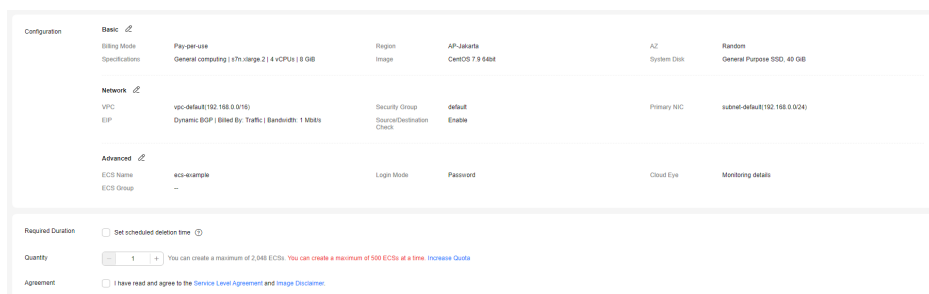 Configuration
Basic
Billing Mode Pay-per-use Region AP-Jakarta AZ Random
Specifications General computing | s7n.xlarge.2 | 4 vCPUs | 8 GiB Image CentOS 7.9 64bit System Disk General Purpose SSD, 40 GiB
Network
VPC vpc-default(192.168.0.0/16) Security Group default Primary NIC subnet-default(192.168.0.0/24)
EIP Dynamic BGP | Billed By: Traffic | Bandwidth: 1 Mbit/s Source/Destination Check Enable
Advanced
ECS Name ecs-example Login Mode Password Cloud Eye Monitoring details
ECS Group --
Required Duration Set scheduled deletion time ?
Quantity − 1 + You can create a maximum of 2,048 ECSs. You can create a maximum of 500 ECSs at a time. Increase Quota
Agreement I have read and agree to the Service Level Agreement and Image Disclaimer.